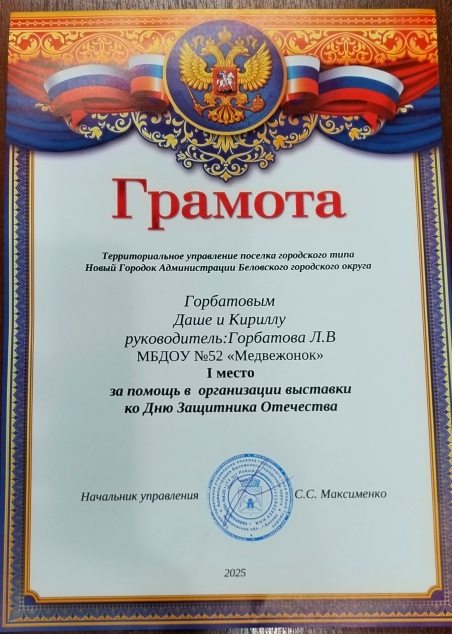 Грамота
Территориальное управление поселка городского типа
Новый Городок Администрации Беловского городского округа
Горбатовым
Даше и Кириллу
руководитель:Горбатова Л.В
МБДОУ №52 «Медвежонок»
I место
за помощь в организации выставки
ко Дню Защитника Отечества
Начальник управления С.С. Максименко
2025